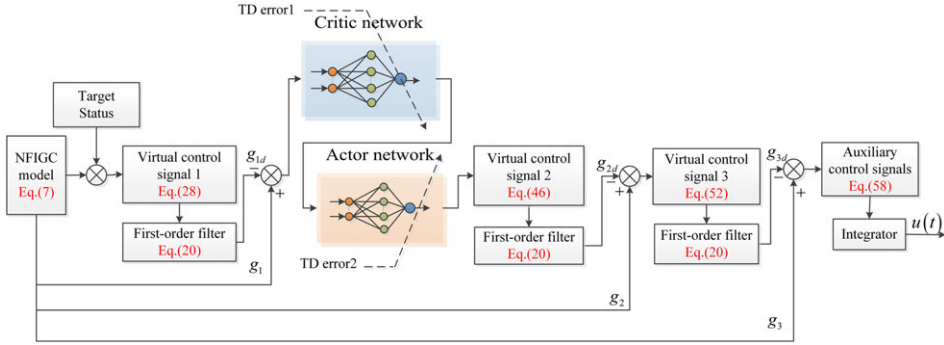 TD error1
Critic network
Target
Status
NFIGC
model
Eq.(7)
Virtual control
signal 1
Eq.(28)
First-order filter
Eq.(20)
g1d
−
+
g1
Actor network
TD error2
Virtual control
signal 2
Eq.(46)
First-order filter
Eq.(20)
g2d
−
+
g2
Virtual control
signal 3
Eq.(52)
First-order filter
Eq.(20)
g3d
−
+
g3
Auxiliary
control signals
Eq.(58)
Integrator
u(t)